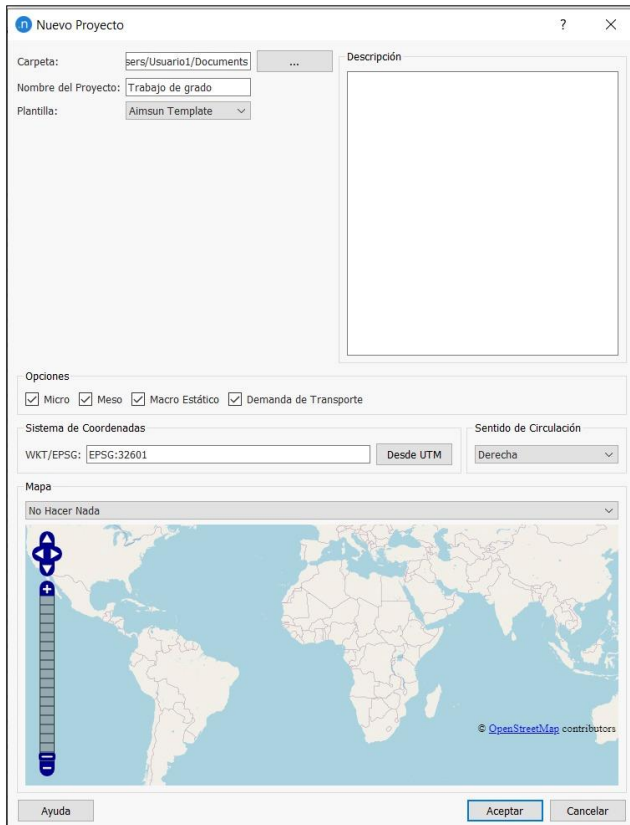 n Nuevo Proyecto ? ×
Carpeta: sers/Usuario1/Documents ...
Nombre del Proyecto: Trabajo de grado
Plantilla: Aimsun Template
Descripción
Opciones
Micro Meso Macro Estático Demanda de Transporte
Sistema de Coordenadas
WKT/EPSG: EPSG:32601 Desde UTM
Sentido de Circulación
Derecha
Mapa
No Hacer Nada
© OpenStreetMap contributors
Ayuda Aceptar Cancelar